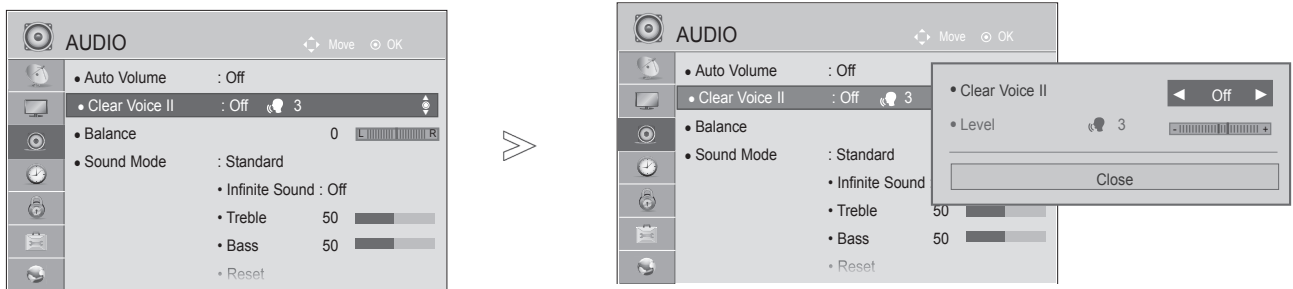 AUDIO
Move OK
• Auto Volume : Off
• Clear Voice II : Off 3
• Balance 0 L R
• Sound Mode : Standard
• Infinite Sound : Off
• Treble 50
• Bass 50
• Reset
AUDIO
Move OK
• Auto Volume : Off
• Clear Voice II : Off 3
• Balance
• Sound Mode : Standard
• Infinite Sound :
• Treble 50
• Bass 50
• Reset
• Clear Voice II ◀ Off ▶
• Level 3 - +
Close